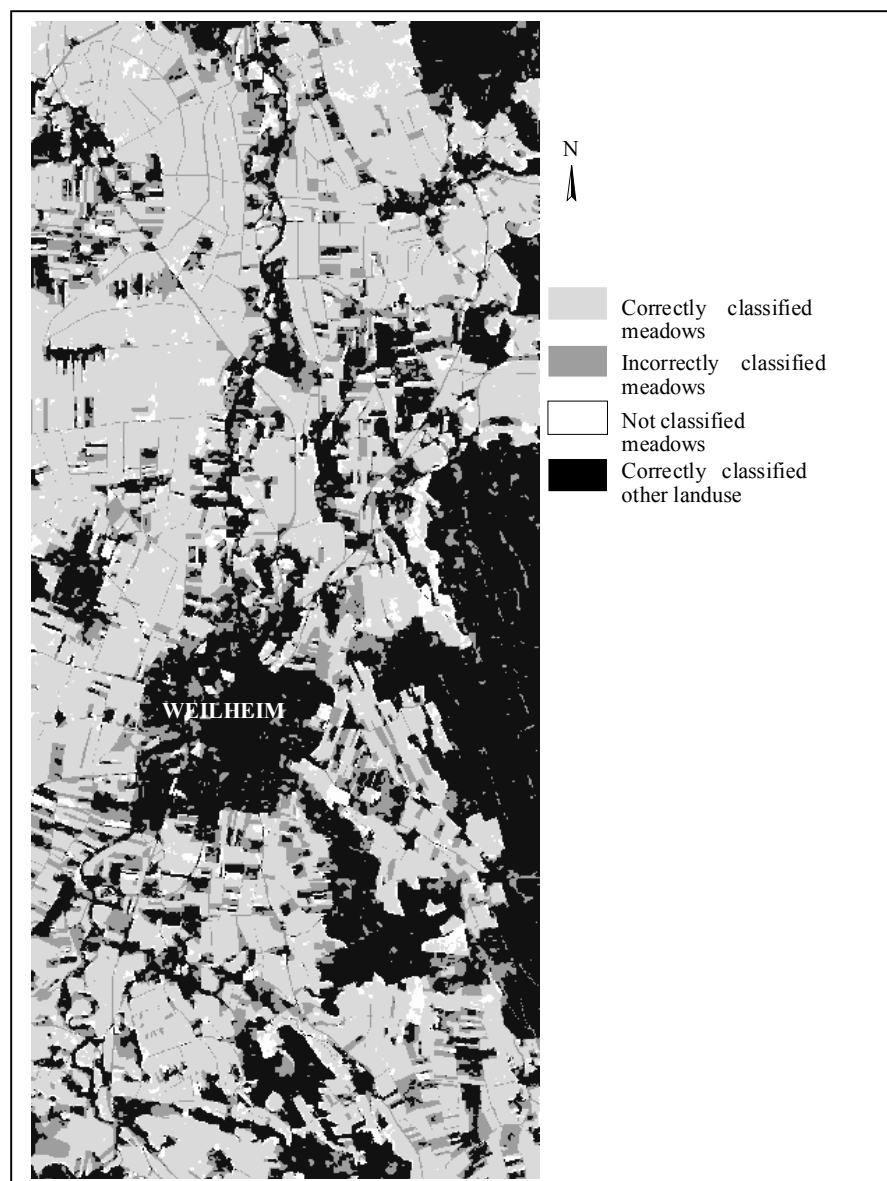 N
Correctly classified
meadows
Incorrectly classified
meadows
Not classified
meadows
Correctly classified
other landuse
WEILHEIM